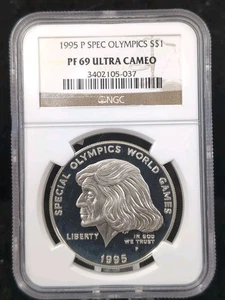 1995 P SPEC OLYMPICS S$1
PF 69 ULTRA CAMEO
3402105-037
NGC
SPECIAL OLYMPICS WORLD GAMES
LIBERTY
IN GOD
WE TRUST
P
1995